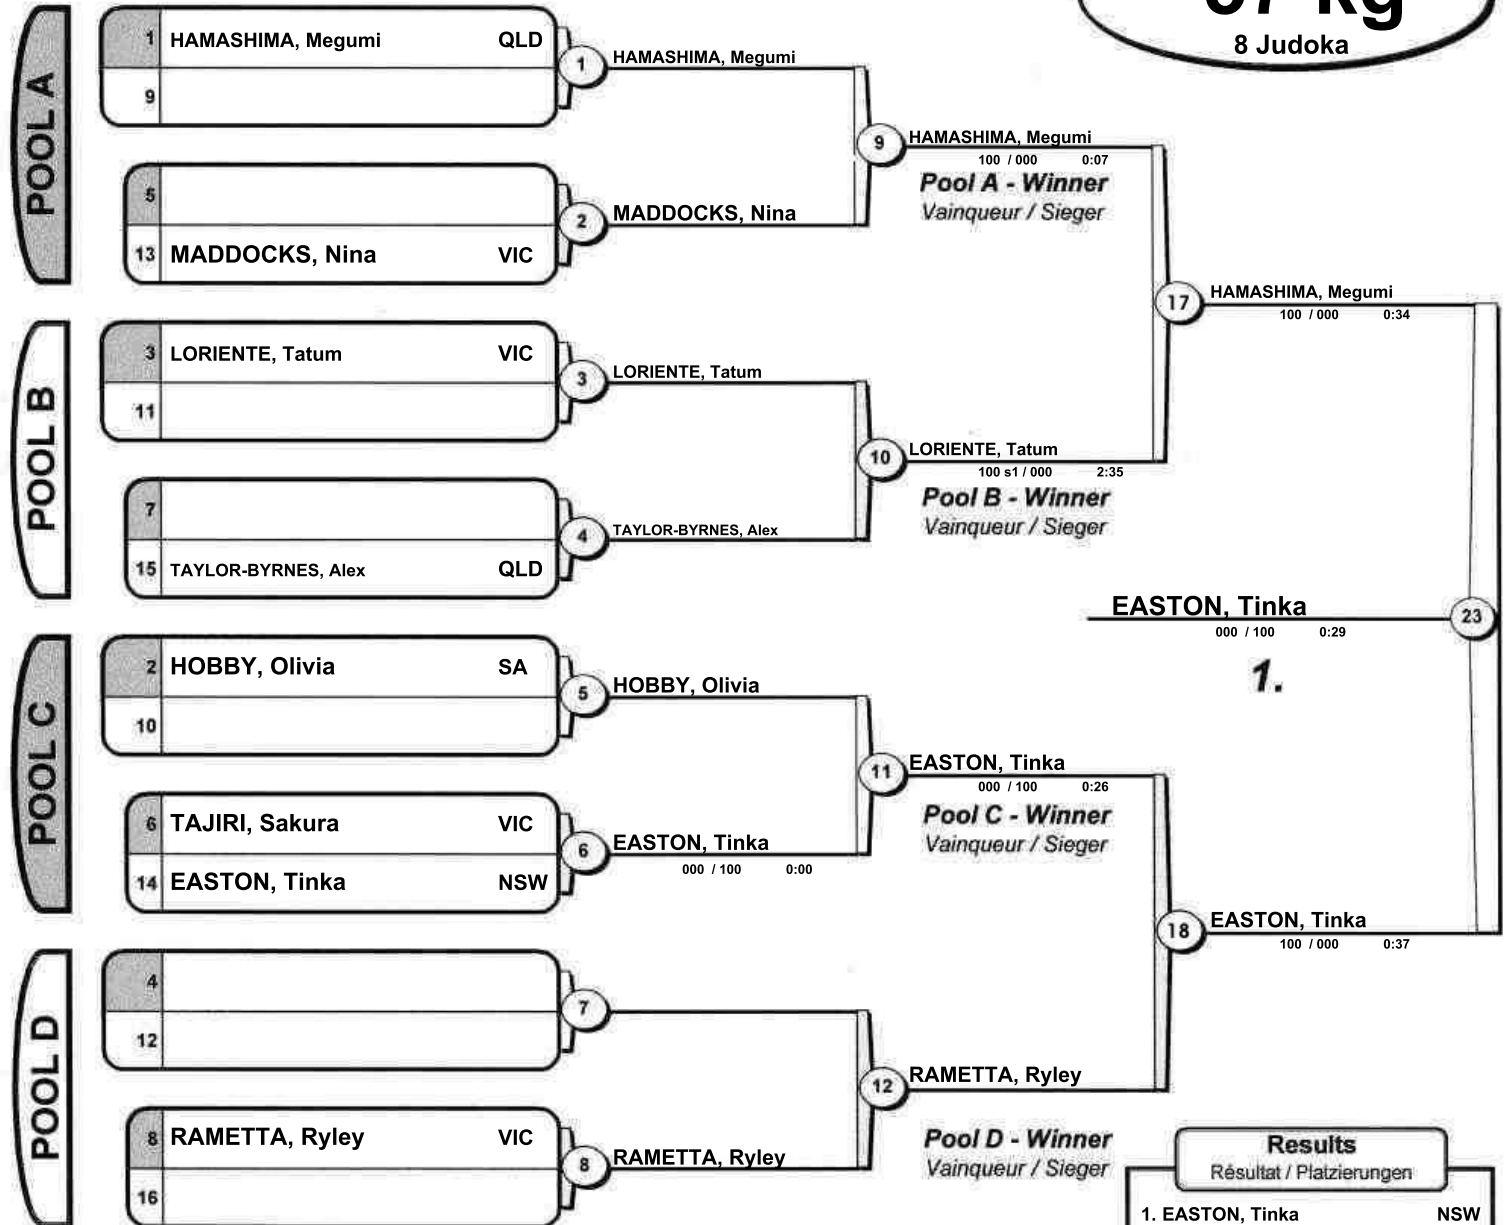 8 Judoka
POOL A
1 HAMASHIMA, Megumi QLD
9
1 HAMASHIMA, Megumi
5
13 MADDOCKS, Nina VIC
2 MADDOCKS, Nina
9 HAMASHIMA, Megumi
100 / 000 0:07
Pool A - Winner
Vainqueur / Sieger
POOL B
3 LORIENTE, Tatum VIC
11
3 LORIENTE, Tatum
7
15 TAYLOR-BYRNES, Alex QLD
4 TAYLOR-BYRNES, Alex
10 LORIENTE, Tatum
100 s1 / 000 2:35
Pool B - Winner
Vainqueur / Sieger
17 HAMASHIMA, Megumi
100 / 000 0:34
EASTON, Tinka 23
000 / 100 0:29
1.
POOL C
2 HOBBY, Olivia SA
10
5 HOBBY, Olivia
6 TAJIRI, Sakura VIC
14 EASTON, Tinka NSW
6 EASTON, Tinka
000 / 100 0:00
11 EASTON, Tinka
000 / 100 0:26
Pool C - Winner
Vainqueur / Sieger
POOL D
4
12
7
8 RAMETTA, Ryley VIC
16
8 RAMETTA, Ryley
12 RAMETTA, Ryley
Pool D - Winner
Vainqueur / Sieger
18 EASTON, Tinka
100 / 000 0:37
Results
Résultat / Platzierungen
1. EASTON, Tinka NSW